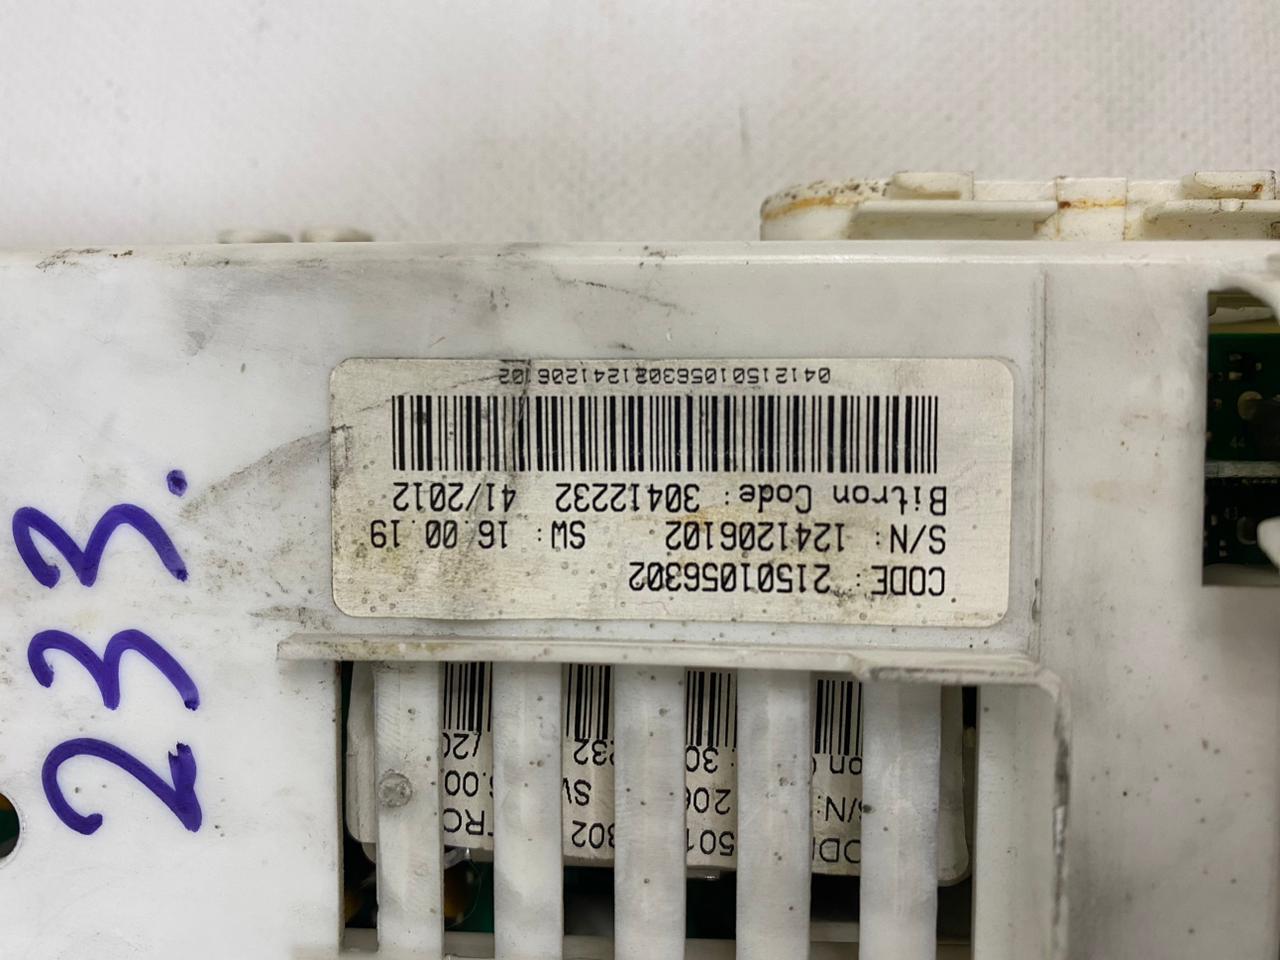 CODE: 21501056302
S/N: 1241206102 SW: 16.00.19
Bitron Code: 30412232 41/2012
041215010563021241206102
233.